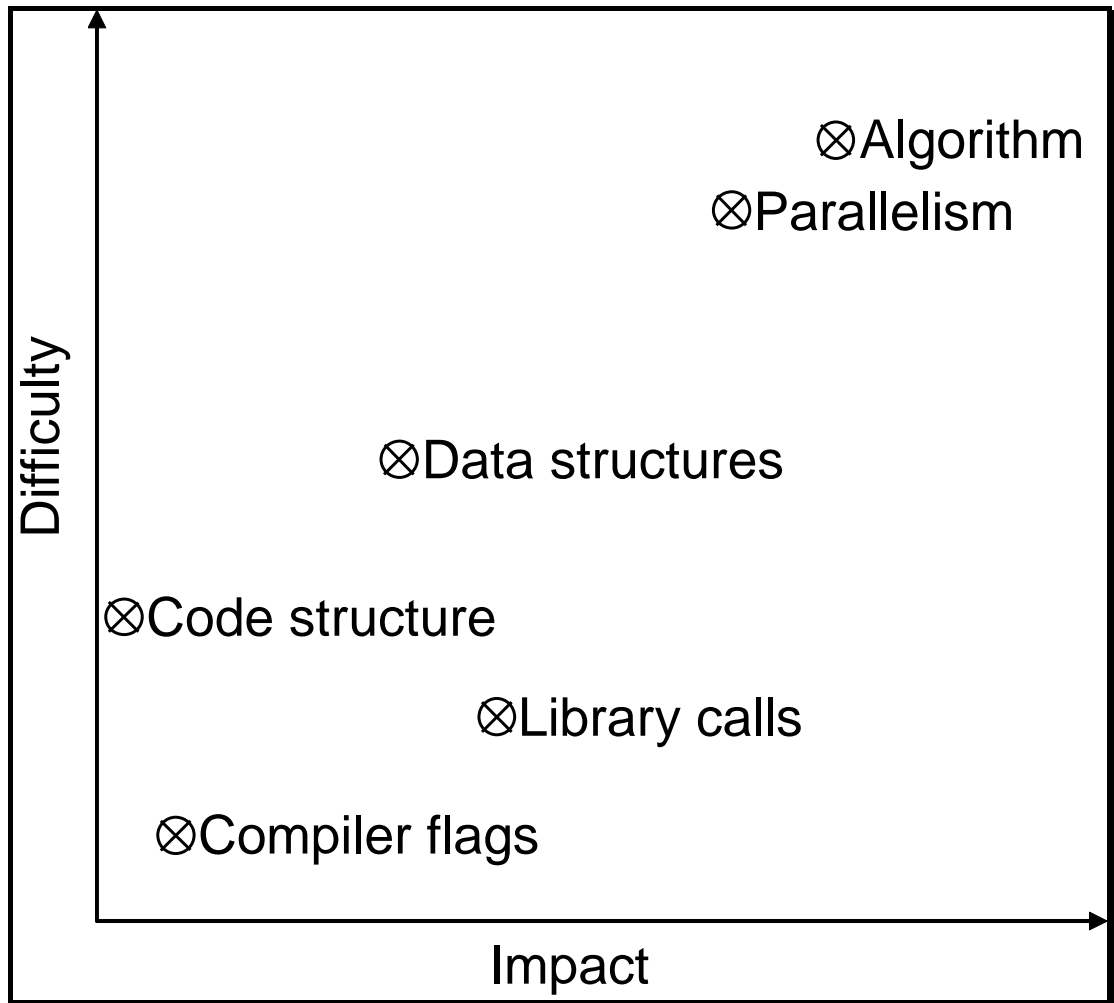 Algorithm
Parallelism
Difficulty
Data structures
Code structure
Library calls
Compiler flags
Impact